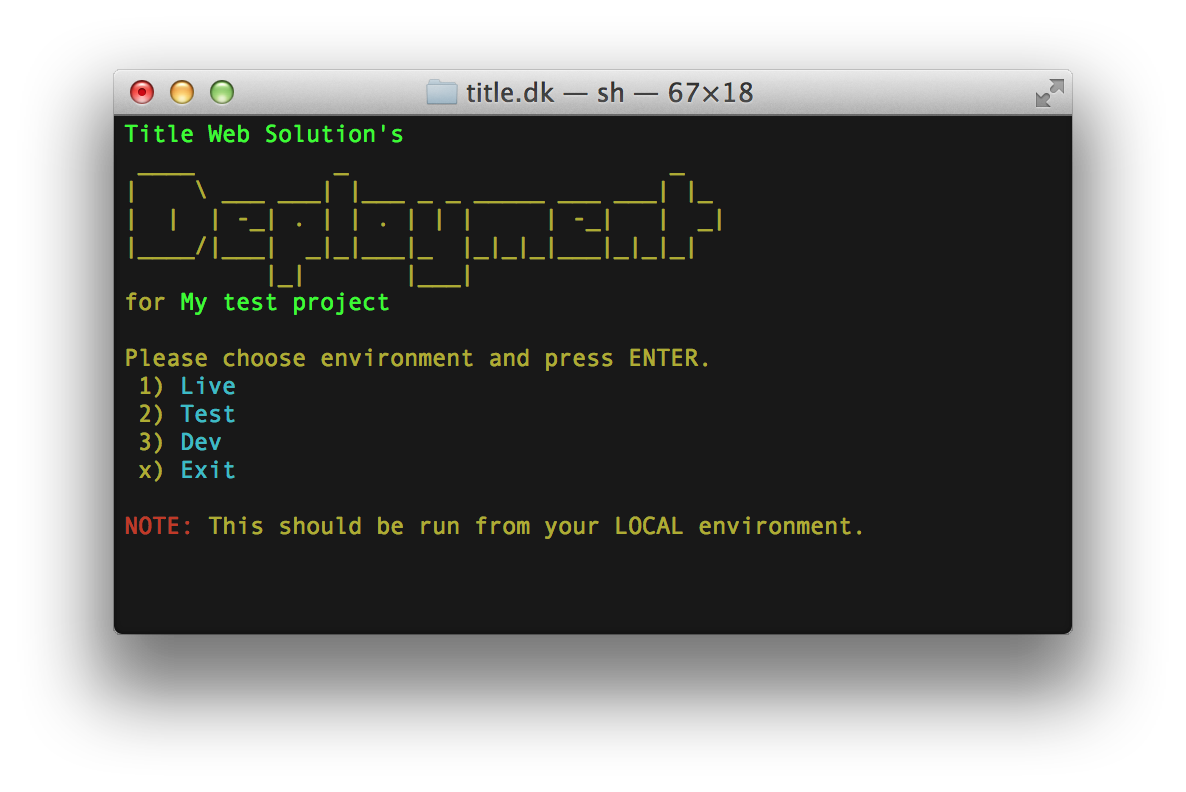 title.dk — sh — 67×18
Title Web Solution's
Deployment
for My test project
Please choose environment and press ENTER.
1) Live
2) Test
3) Dev
x) Exit
NOTE: This should be run from your LOCAL environment.